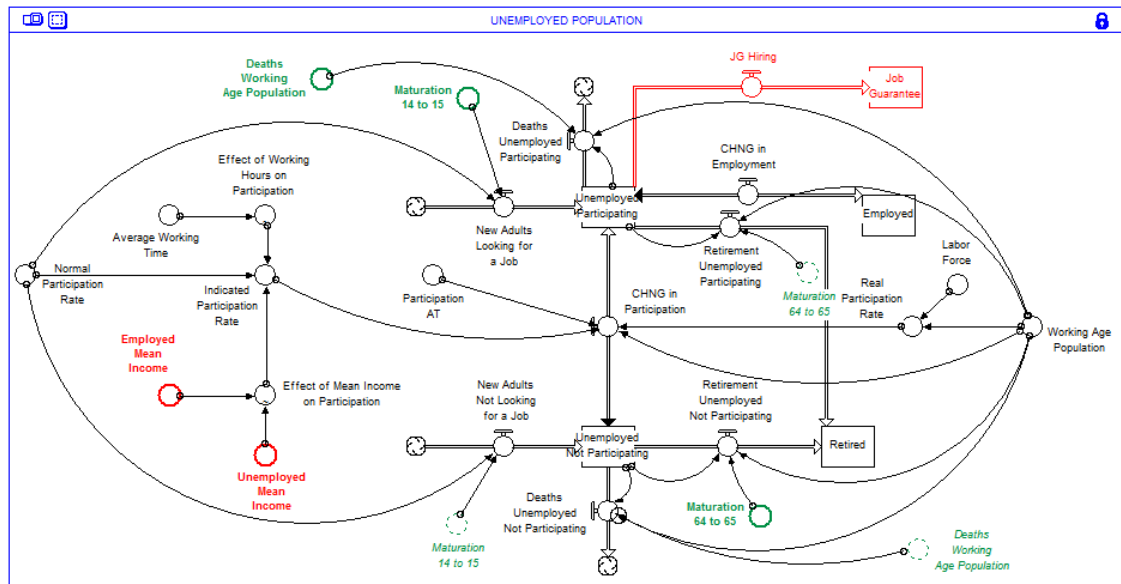 UNEMPLOYED POPULATION
Deaths
Working
Age Population
Maturation
14 to 15
JG Hiring
Job
Guarantee
Deaths
Unemployed
Participating
Effect of Working
Hours on
Participation
CHNG in
Employment
Unemployed
Participating
Employed
Average Working
Time
New Adults
Looking for
a Job
Retirement
Unemployed
Participating
Labor
Force
Normal
Participation
Rate
Indicated
Participation
Rate
Participation
AT
CHNG in
Participation
Maturation
64 to 65
Real
Participation
Rate
Working Age
Population
Employed
Mean
Income
Effect of Mean Income
on Participation
New Adults
Not Looking
for a Job
Retirement
Unemployed
Not Participating
Unemployed
Not Participating
Retired
Unemployed
Mean
Income
Deaths
Unemployed
Not Participating
Maturation
64 to 65
Maturation
14 to 15
Deaths
Working
Age Population